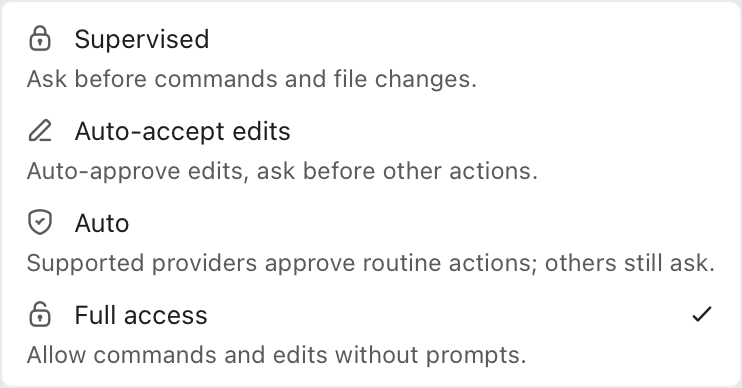 Supervised
Ask before commands and file changes.
Auto-accept edits
Auto-approve edits, ask before other actions.
Auto
Supported providers approve routine actions; others still ask.
Full access
Allow commands and edits without prompts.